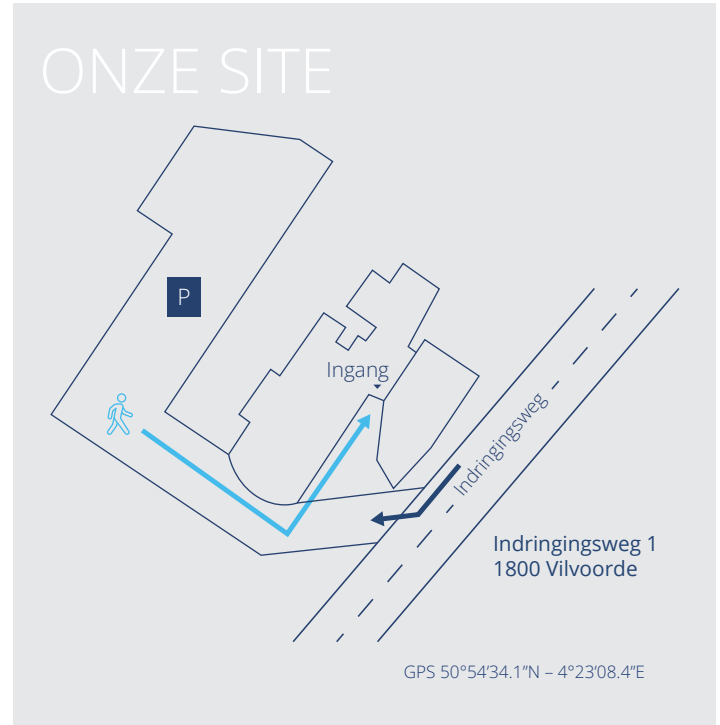 ONZE SITE
P
Ingang
Indringingsweg
Indringingsweg 1
1800 Vilvoorde
GPS 50°54’34.1’’N – 4°23’08.4’’E